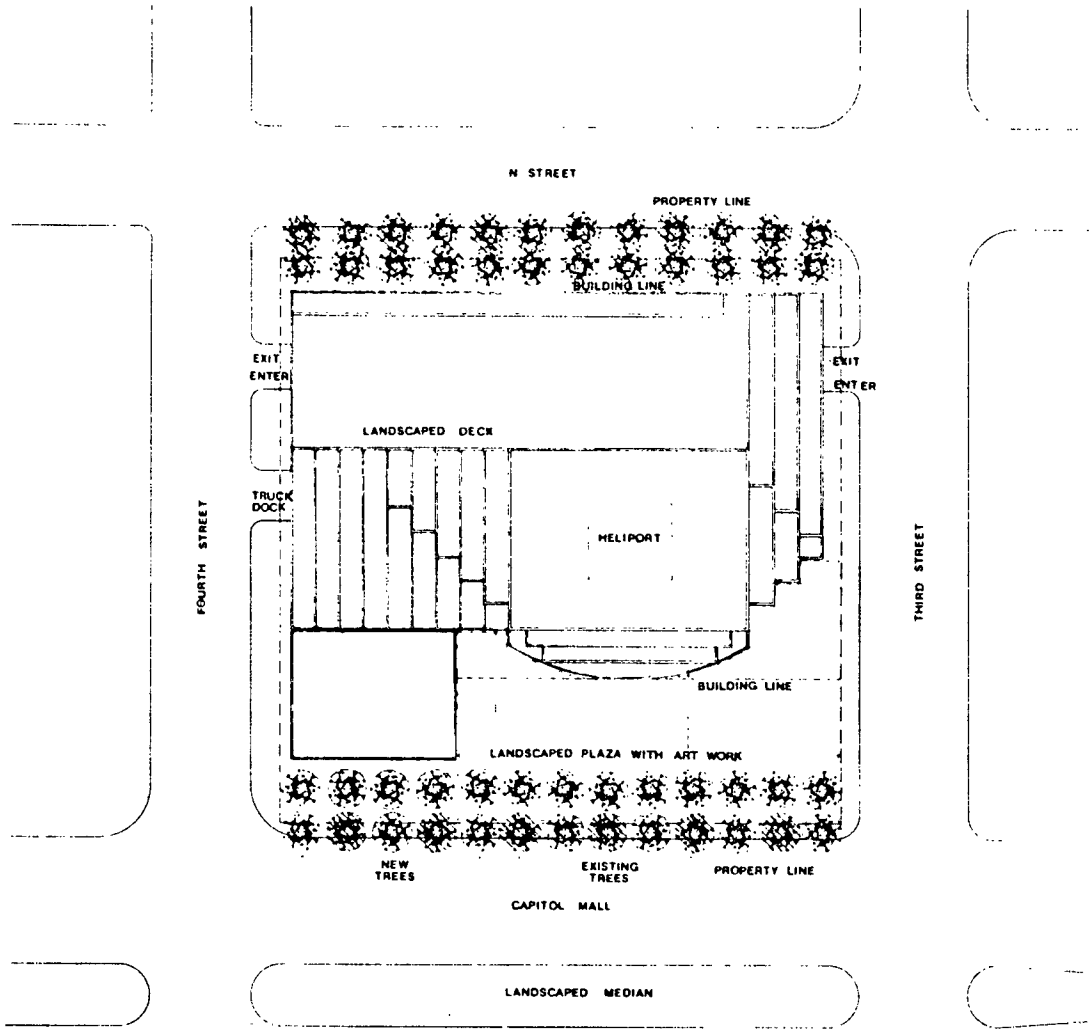 N STREET
PROPERTY LINE
BUILDING LINE
EXIT
ENTER
EXIT
ENTER
LANDSCAPED DECK
TRUCK
DOCK
FOURTH STREET
HELIPORT
THIRD STREET
BUILDING LINE
LANDSCAPED PLAZA WITH ART WORK
NEW
TREES
EXISTING
TREES
PROPERTY LINE
CAPITOL MALL
LANDSCAPED MEDIAN